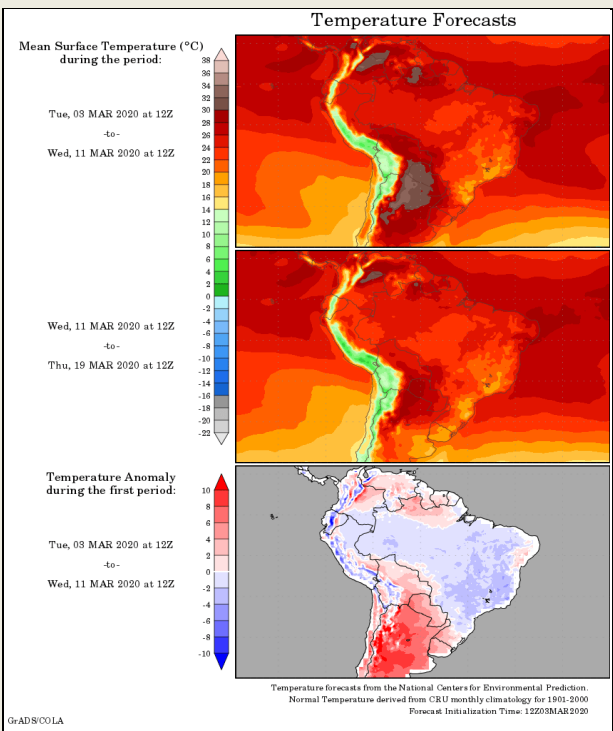 Temperature Forecasts
Mean Surface Temperature (°C)
during the period:
Tue, 03 MAR 2020 at 12Z
-to-
Wed, 11 MAR 2020 at 12Z
38
36
34
32
30
28
26
24
22
20
18
16
14
12
10
8
6
4
2
0
-2
-4
-6
-8
-10
-12
-14
-16
-18
-20
-22
Wed, 11 MAR 2020 at 12Z
-to-
Thu, 19 MAR 2020 at 12Z
Temperature Anomaly
during the first period:
Tue, 03 MAR 2020 at 12Z
-to-
Wed, 11 MAR 2020 at 12Z
10
8
6
4
2
0
-2
-4
-6
-8
-10
Temperature forecasts from the National Centers for Environmental Prediction.
Normal Temperature derived from CRU monthly climatology for 1901-2000
Forecast Initialization Time: 12Z03MAR2020
GrADS/COLA